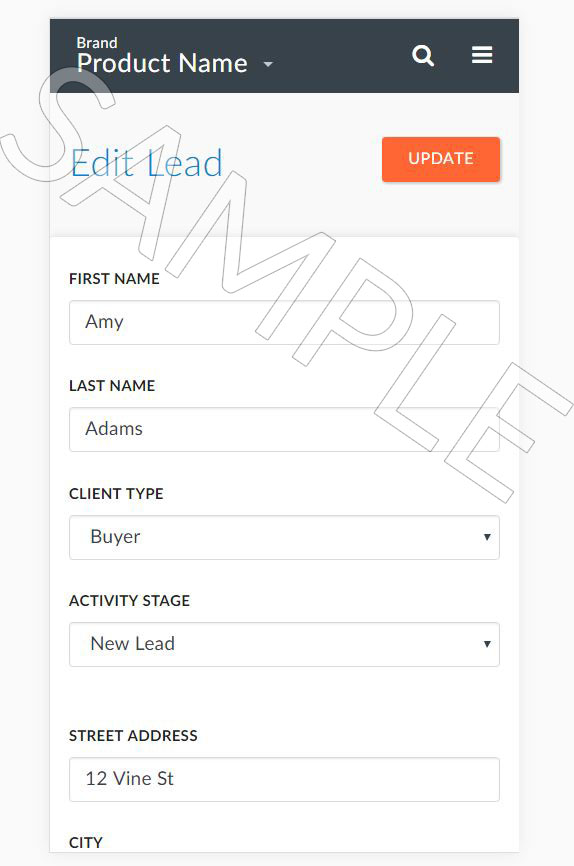 Brand
Product Name
Edit Lead
UPDATE
SAMPLE
FIRST NAME
Amy
LAST NAME
Adams
CLIENT TYPE
Buyer
ACTIVITY STAGE
New Lead
STREET ADDRESS
12 Vine St
CITY